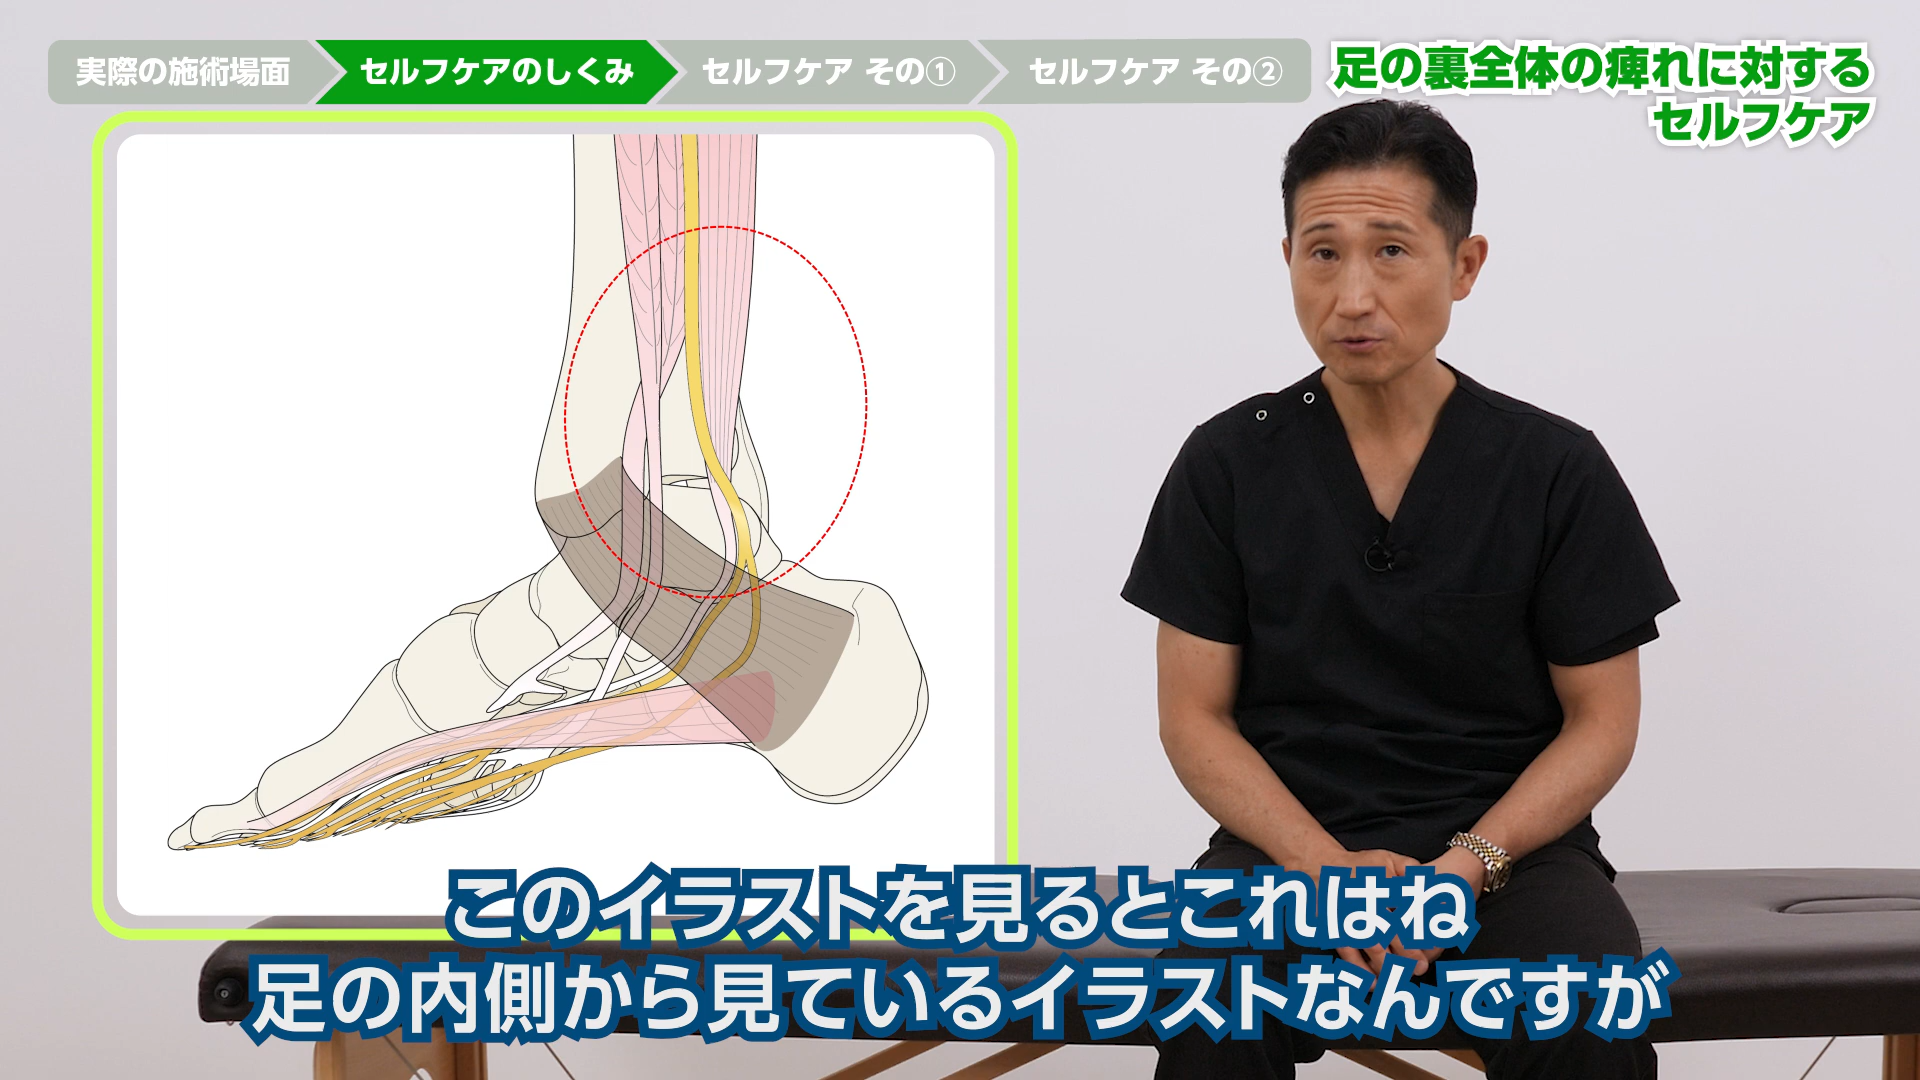 実際の施術場面
セルフケアのしくみ
セルフケア その①
セルフケア その②
足の裏全体の痺れに対する
セルフケア
このイラストを見るとこれはね
足の内側から見ているイラストなんですが